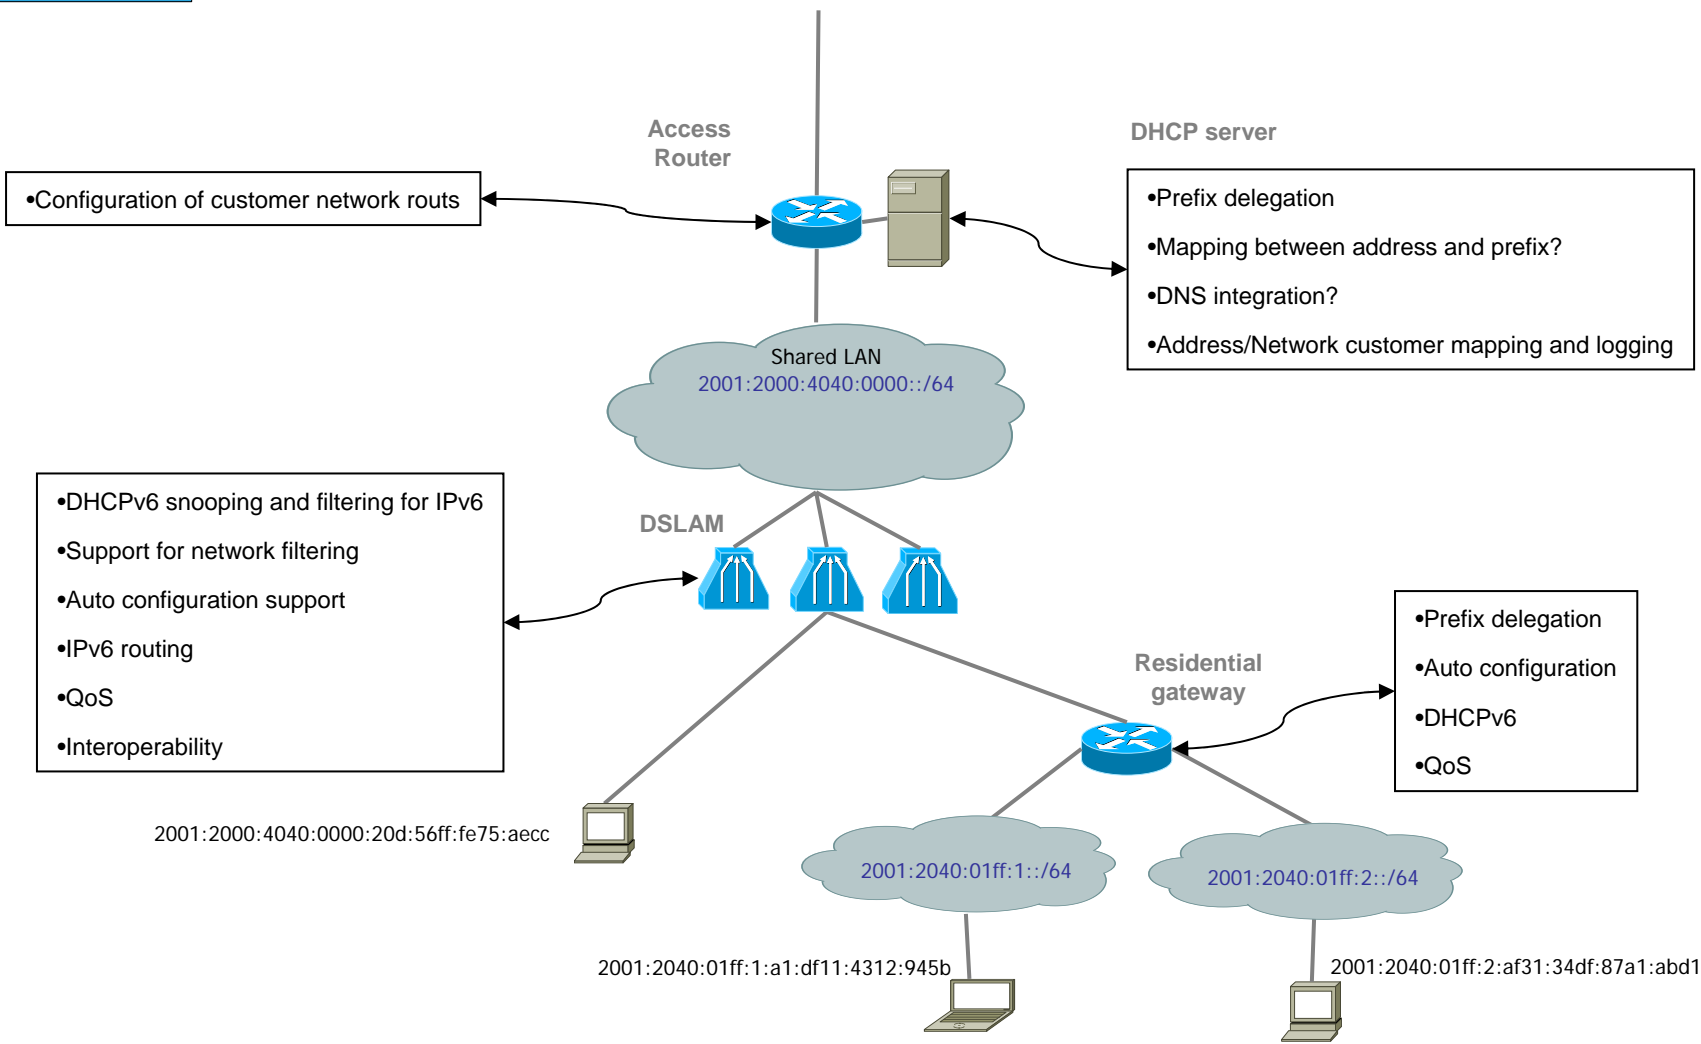 Access
Router
DHCP server
•Configuration of customer network routs
•Prefix delegation
•Mapping between address and prefix?
•DNS integration?
•Address/Network customer mapping and logging
Shared LAN
2001:2000:4040:0000::/64
•DHCPv6 snooping and filtering for IPv6
•Support for network filtering
•Auto configuration support
•IPv6 routing
•QoS
•Interoperability
DSLAM
Residential
gateway
•Prefix delegation
•Auto configuration
•DHCPv6
•QoS
2001:2000:4040:0000:20d:56ff:fe75:aecc
2001:2040:01ff:1::/64
2001:2040:01ff:2::/64
2001:2040:01ff:1:a1:df11:4312:945b
2001:2040:01ff:2:af31:34df:87a1:abd1